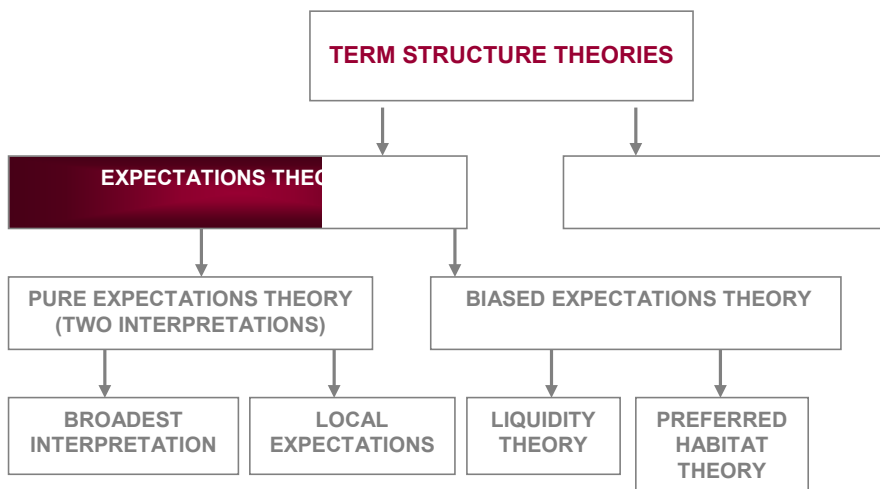 TERM STRUCTURE THEORIES
EXPECTATIONS
PURE EXPECTATIONS THEORY
(TWO INTERPRETATIONS)
BIASED EXPECTATIONS THEORY
BROADEST
INTERPRETATION
LOCAL
EXPECTATIONS
LIQUIDITY
THEORY
PREFERRED
HABITAT
THEORY